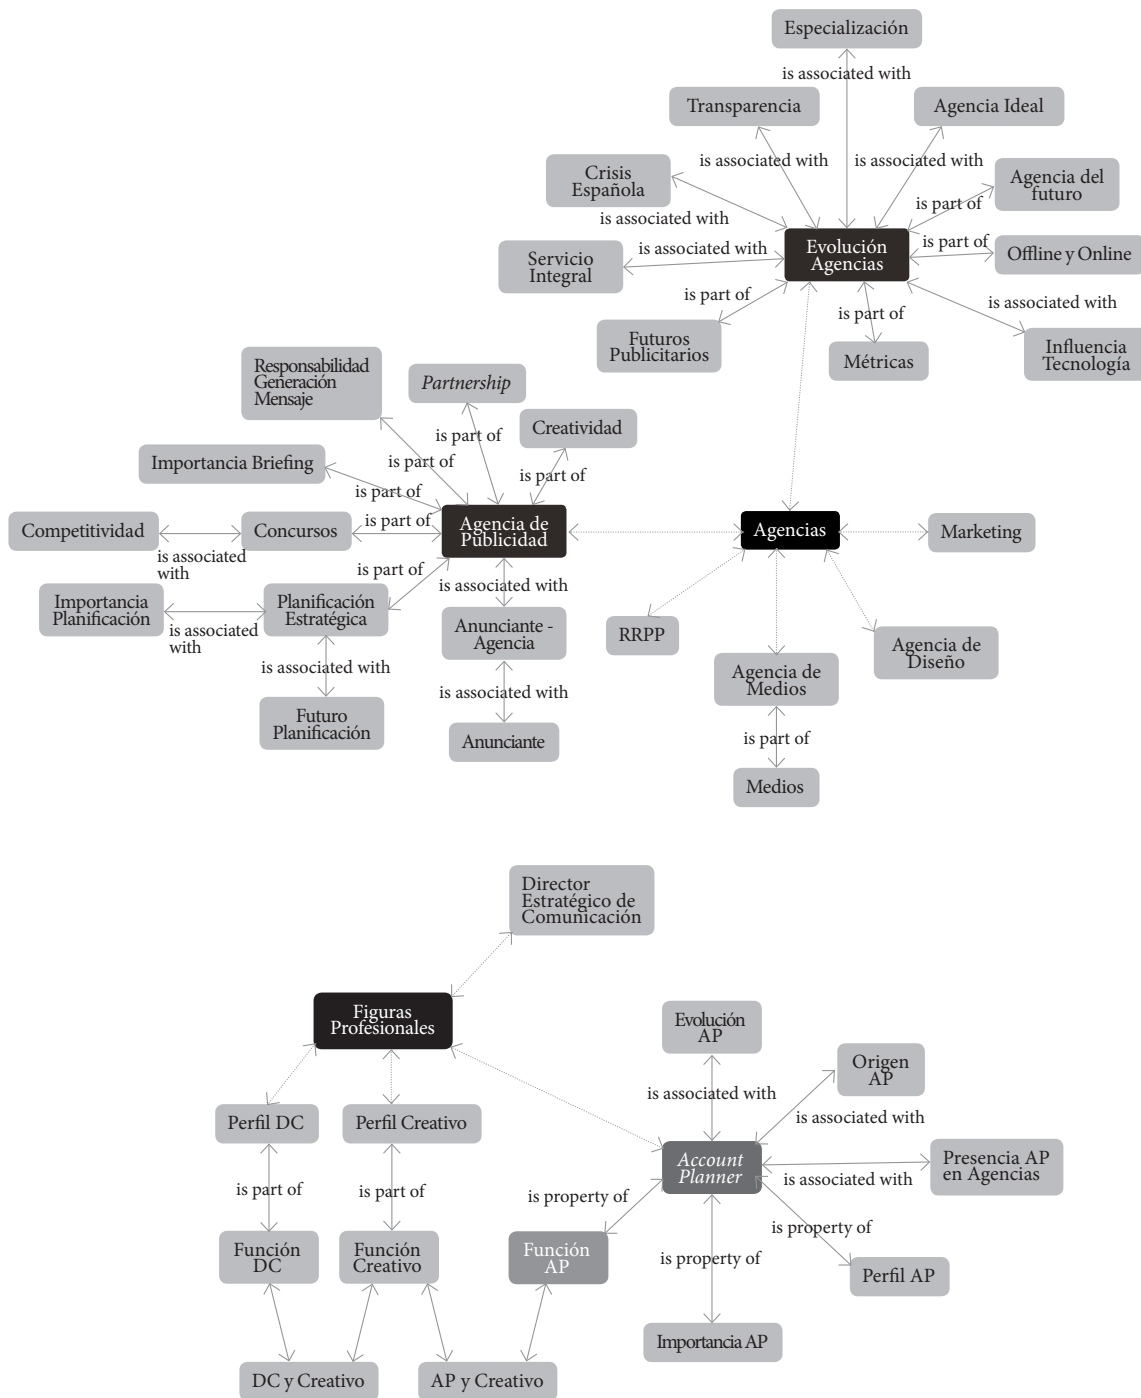 Especialización
is associated with
Transparencia
Agencia Ideal
is associated with
is associated with
Crisis
Española
Agencia del
futuro
is part of
is associated with
Evolución
Agencias
is part of
is associated with
Servicio
Integral
Offline y Online
is part of
is associated with
is part of
Futuros
Publicitarios
Métricas
Influencia
Tecnología
Responsabilidad
Generación
Mensaje
Partnership
is part of
Creatividad
Importancia Briefing
is part of
is part of
is part of
Competitividad
Concursos
is part of
Agencia de
Publicidad
Agencias
Marketing
is associated
with
is part of
is associated with
Importancia
Planificación
is associated
with
Planificación
Estratégica
Anunciante -
Agencia
RRPP
Agencia de
Diseño
is associated with
is associated with
Agencia de
Medios
Futuro
Planificación
Anunciante
is part of
Medios
Director
Estratégico de
Comunicación
Figuras
Profesionales
Evolución
AP
Origen
AP
is associated with
is associated with
Perfil DC
Perfil Creativo
Account
Planner
Presencia AP
en Agencias
is associated with
is part of
is part of
is property of
is property of
Función
DC
Función
Creativo
Función
AP
is property of
Perfil AP
Importancia AP
DC y Creativo
AP y Creativo